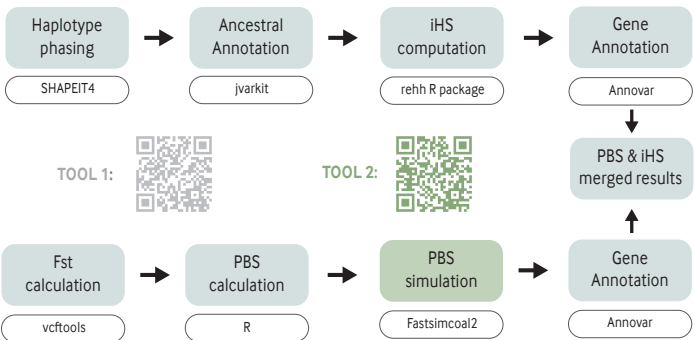 Haplotype
phasing
Ancestral
Annotation
iHS
computation
Gene
Annotation
SHAPEIT4
jvarkit
rehh R package
Annovar
TOOL 1:
TOOL 2:
PBS & iHS
merged results
Fst
calculation
PBS
calculation
PBS
simulation
Gene
Annotation
vcftools
R
Fastsimcoal2
Annovar